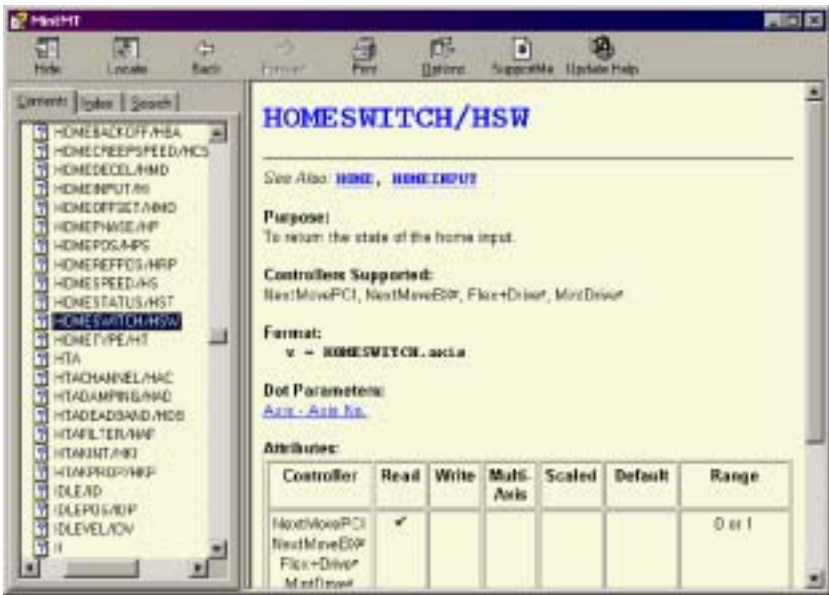 MintMT
Hide Locate Back Forward Print Options SupportMe Update Help
Contents Index Search
HOMEBACKOFF/HBA
HOMECREEPSPEED/HCS
HOMEDECEL/HMD
HOMEINPUT/HI
HOMEOFFSET/HMO
HOMEPHASE/HP
HOMEPOS/HPS
HOMEREFPOS/HRP
HOMESPEED/HS
HOMESTATUS/HST
HOMESWITCH/HSW
HOMETYPE/HT
HTA
HTACHANNEL/HAC
HTADAMPING/HAD
HTADEADBAND/HDB
HTAFILTER/HAF
HTAKINT/HKI
HTAKPROP/HKP
IDLE/ID
IDLEPOS/IDP
IDLEVEL/IDV
HOMESWITCH/HSW
See Also: HOME, HOMEINPUT
Purpose:
To return the state of the home input.
Controllers Supported:
NextMovePCI, NextMoveBX, Flex+Drive, MintDrive
Format:
v = HOMESWITCH.axis
Dot Parameters:
Axis - Axis No.
Attributes:
Controller Read Write Multi-Axis Scaled Default Range
NextMovePCI ✔ 0 or 1
NextMoveBX
Flex+Drive
MintDrive